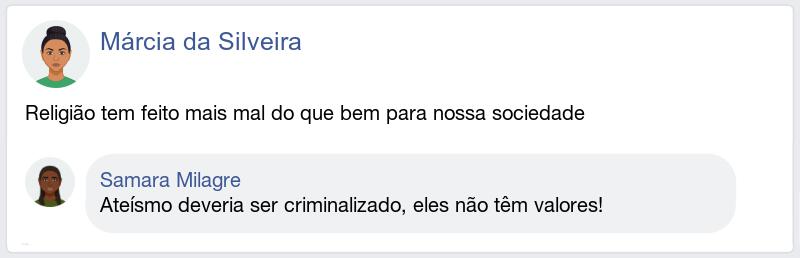 Márcia da Silveira
Religião tem feito mais mal do que bem para nossa sociedade
Samara Milagre
Ateísmo deveria ser criminalizado, eles não têm valores!